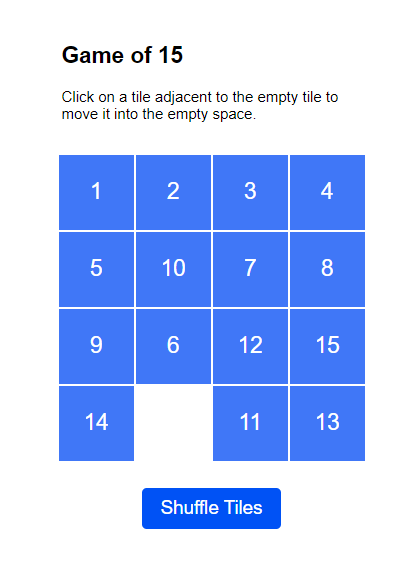 Game of 15
Click on a tile adjacent to the empty tile to
move it into the empty space.
1 2 3 4
5 10 7 8
9 6 12 15
14 11 13
Shuffle Tiles